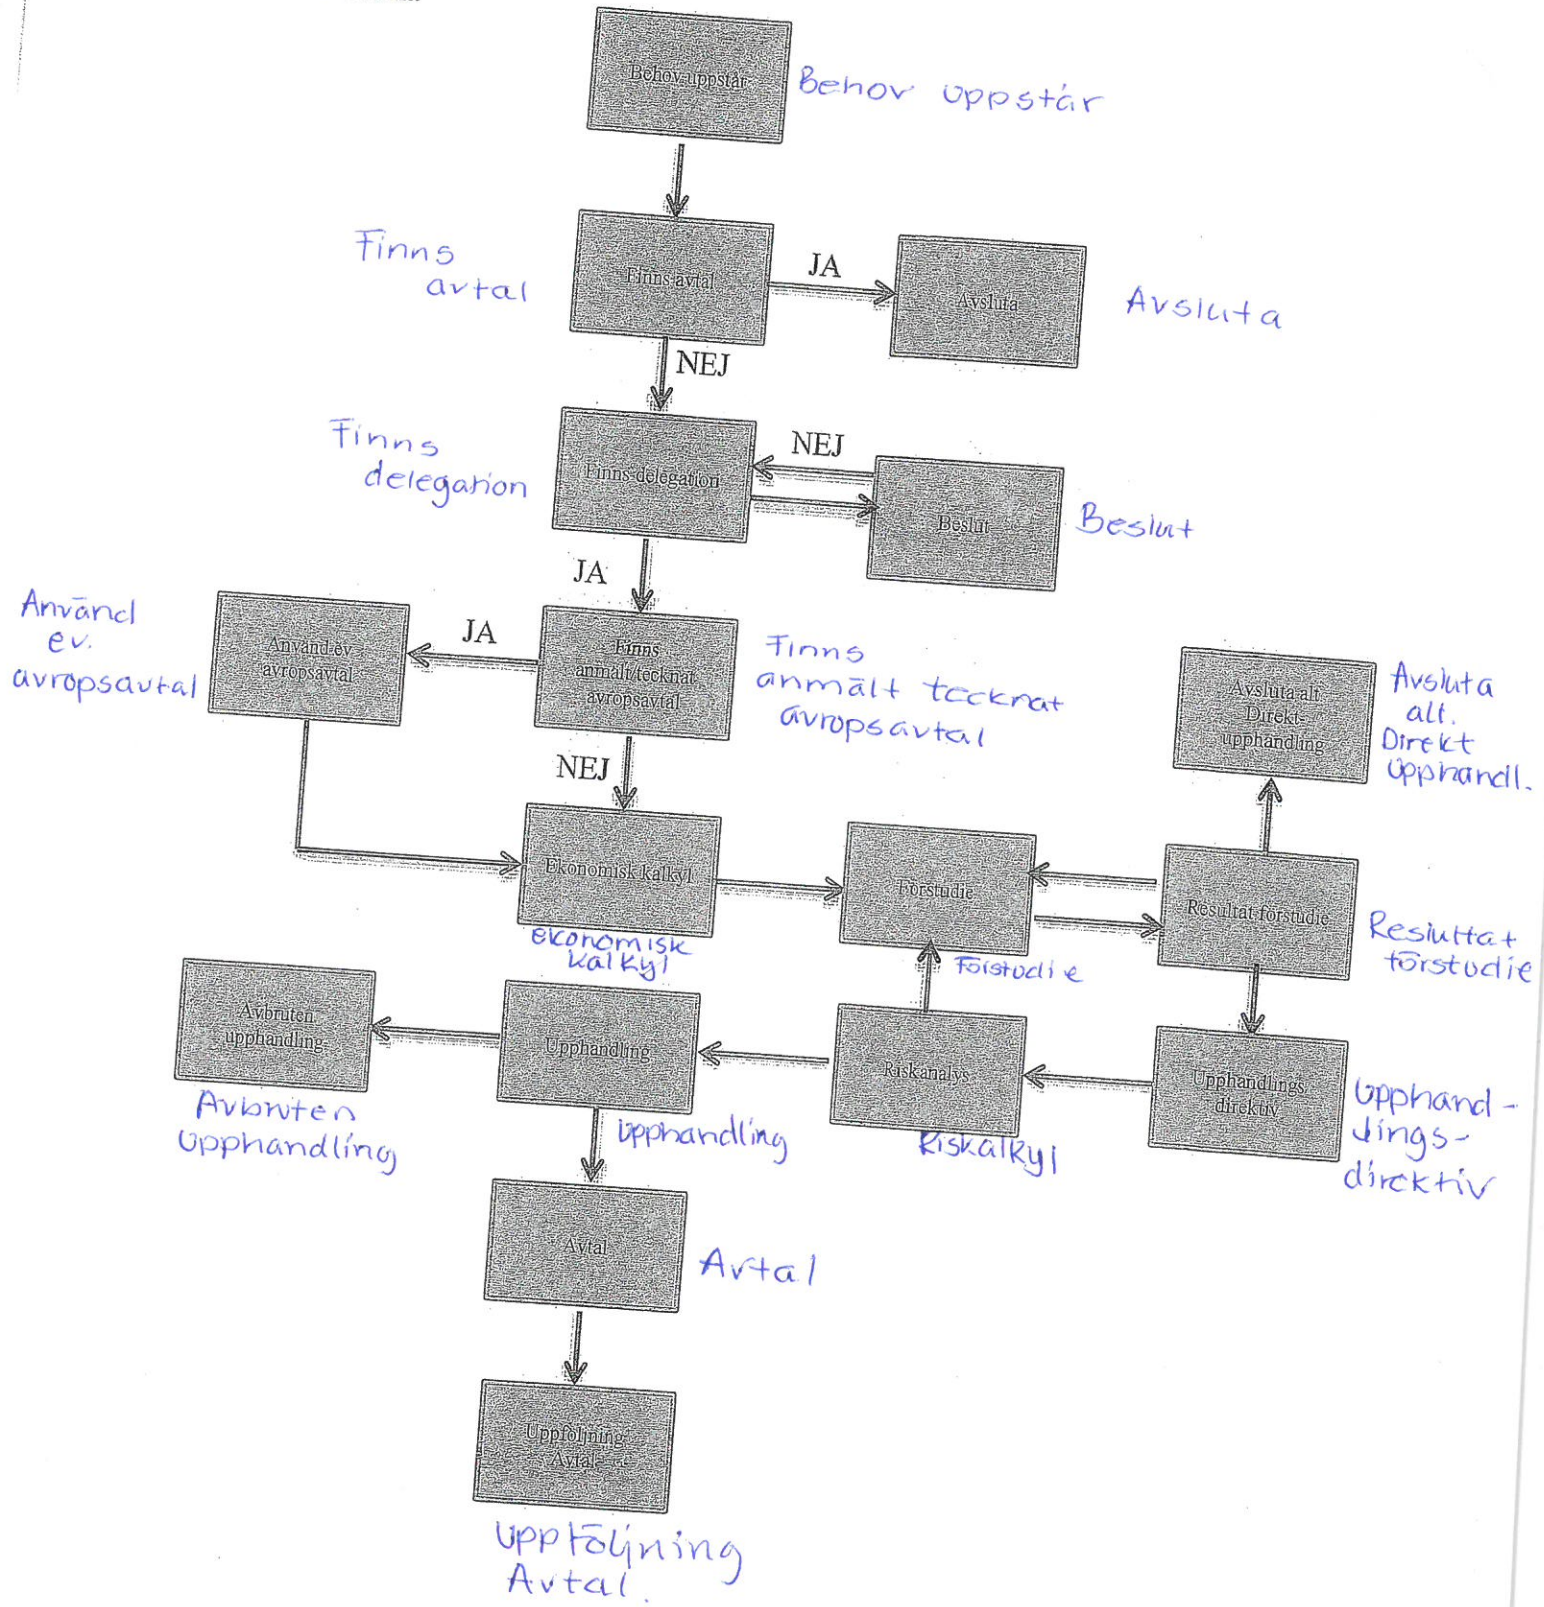 Behov uppstår
Behov uppstår
Finns
avtal
Finns avtal
JA
Avsluta
Avsluta
NEJ
Finns
delegation
Finns delegation
NEJ
Beslut
Beslut
JA
Använd
ev.
avropsavtal
Använd ev
avropsavtal
JA
Finns
anmält/tecknat
avropsavtal
Finns
anmält tecknat
avropsavtal
Avsluta alt
Direkt-
upphandling
Avsluta
alt.
Direkt
upphandl.
NEJ
Ekonomisk kalkyl
ekonomisk
kalkyl
Förstudie
Förstudie
Resultat förstudie
Resluttat
förstudie
Avbruten
upphandling
Avbruten
upphandling
Upphandling
upphandling
Riskanalys
Riskalkyl
Upphandlings
direktiv
Upphand-
lings-
direktiv
Avtal
Avtal
Uppföljning
Avtal
uppföljning
Avtal.